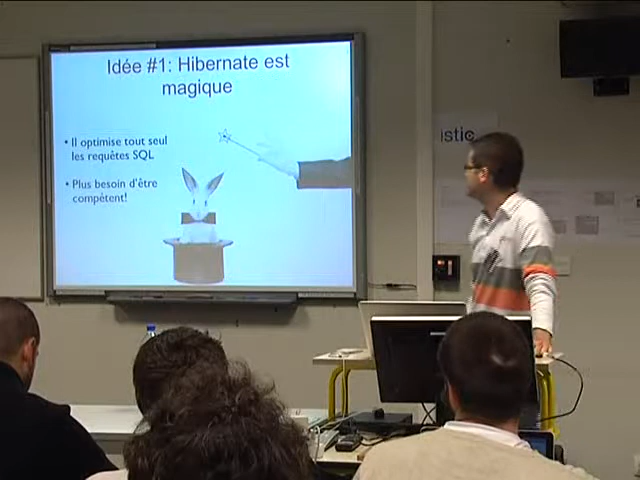 Idée #1: Hibernate est
magique
• Il optimise tout seul
les requêtes SQL
• Plus besoin d'être
compétent!
istic